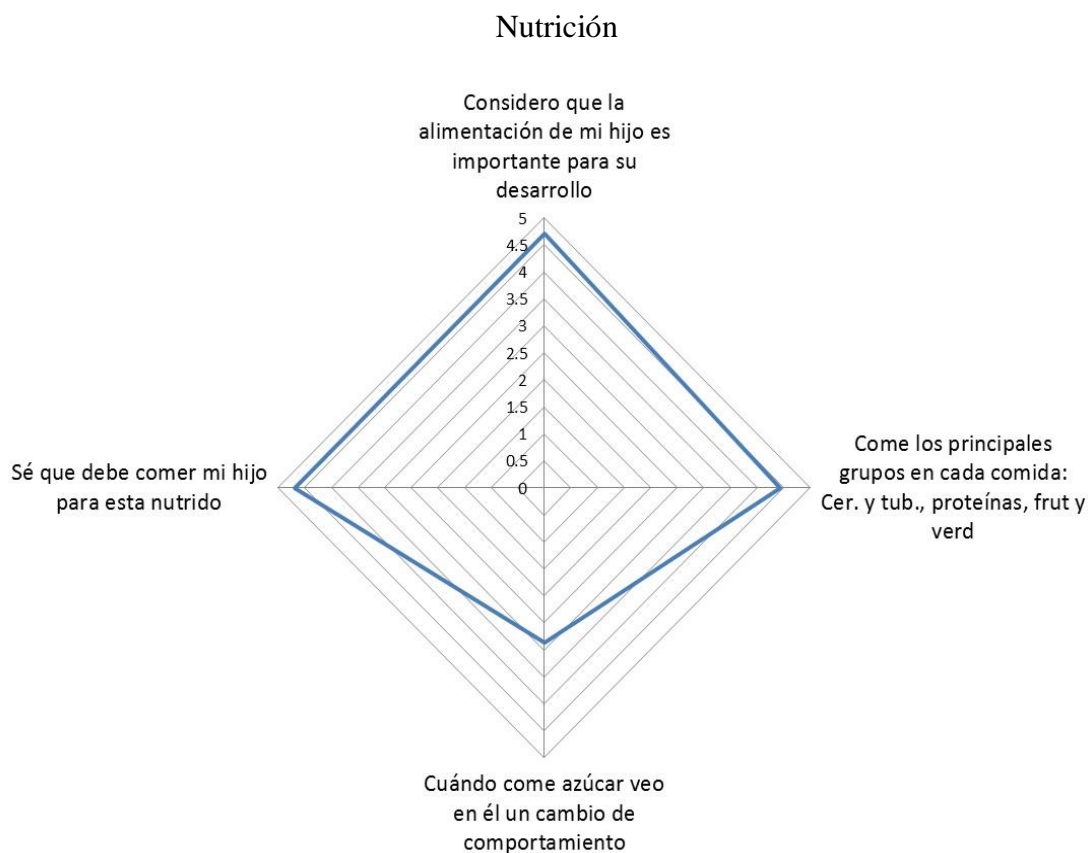 Nutrición
Considero que la
alimentación de mi hijo es
importante para su
desarrollo
5
4.5
4
3.5
3
2.5
2
1.5
1
0.5
0
Sé que debe comer mi hijo
para esta nutrido
Come los principales
grupos en cada comida:
Cer. y tub., proteínas, frut y
verd
Cuándo come azúcar veo
en él un cambio de
comportamiento